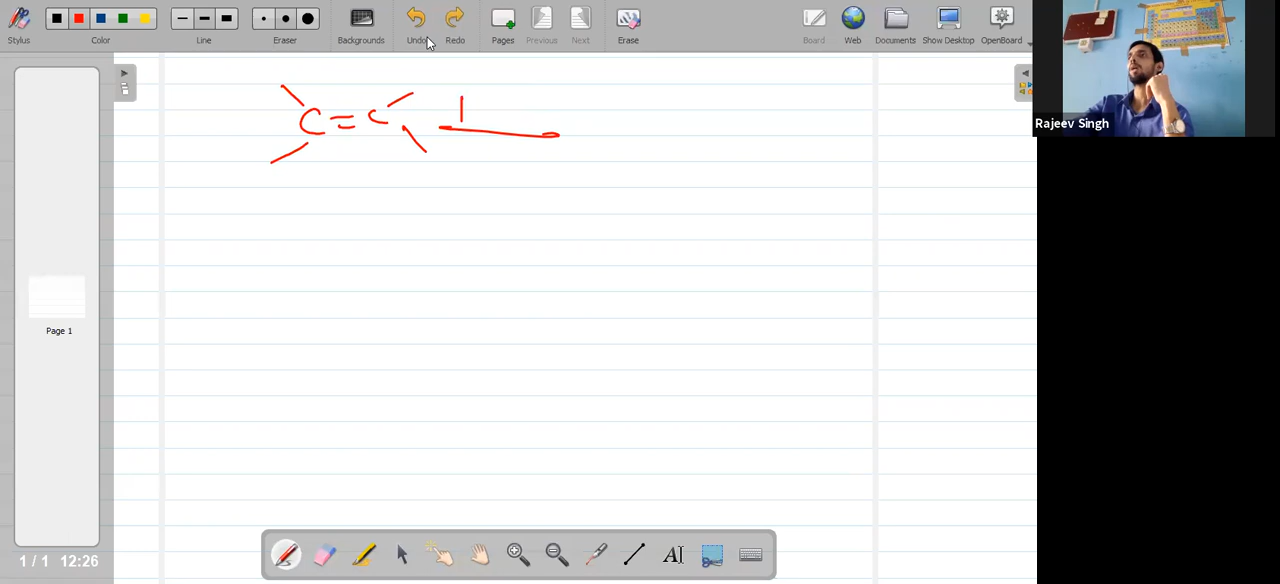 Stylus
Color
Line
Eraser
Backgrounds
Undo
Redo
Pages
Previous
Next
Erase
Board
Web
Documents
Show Desktop
OpenBoard
C = C
Rajeev Singh
Page 1
1 / 1 12:26